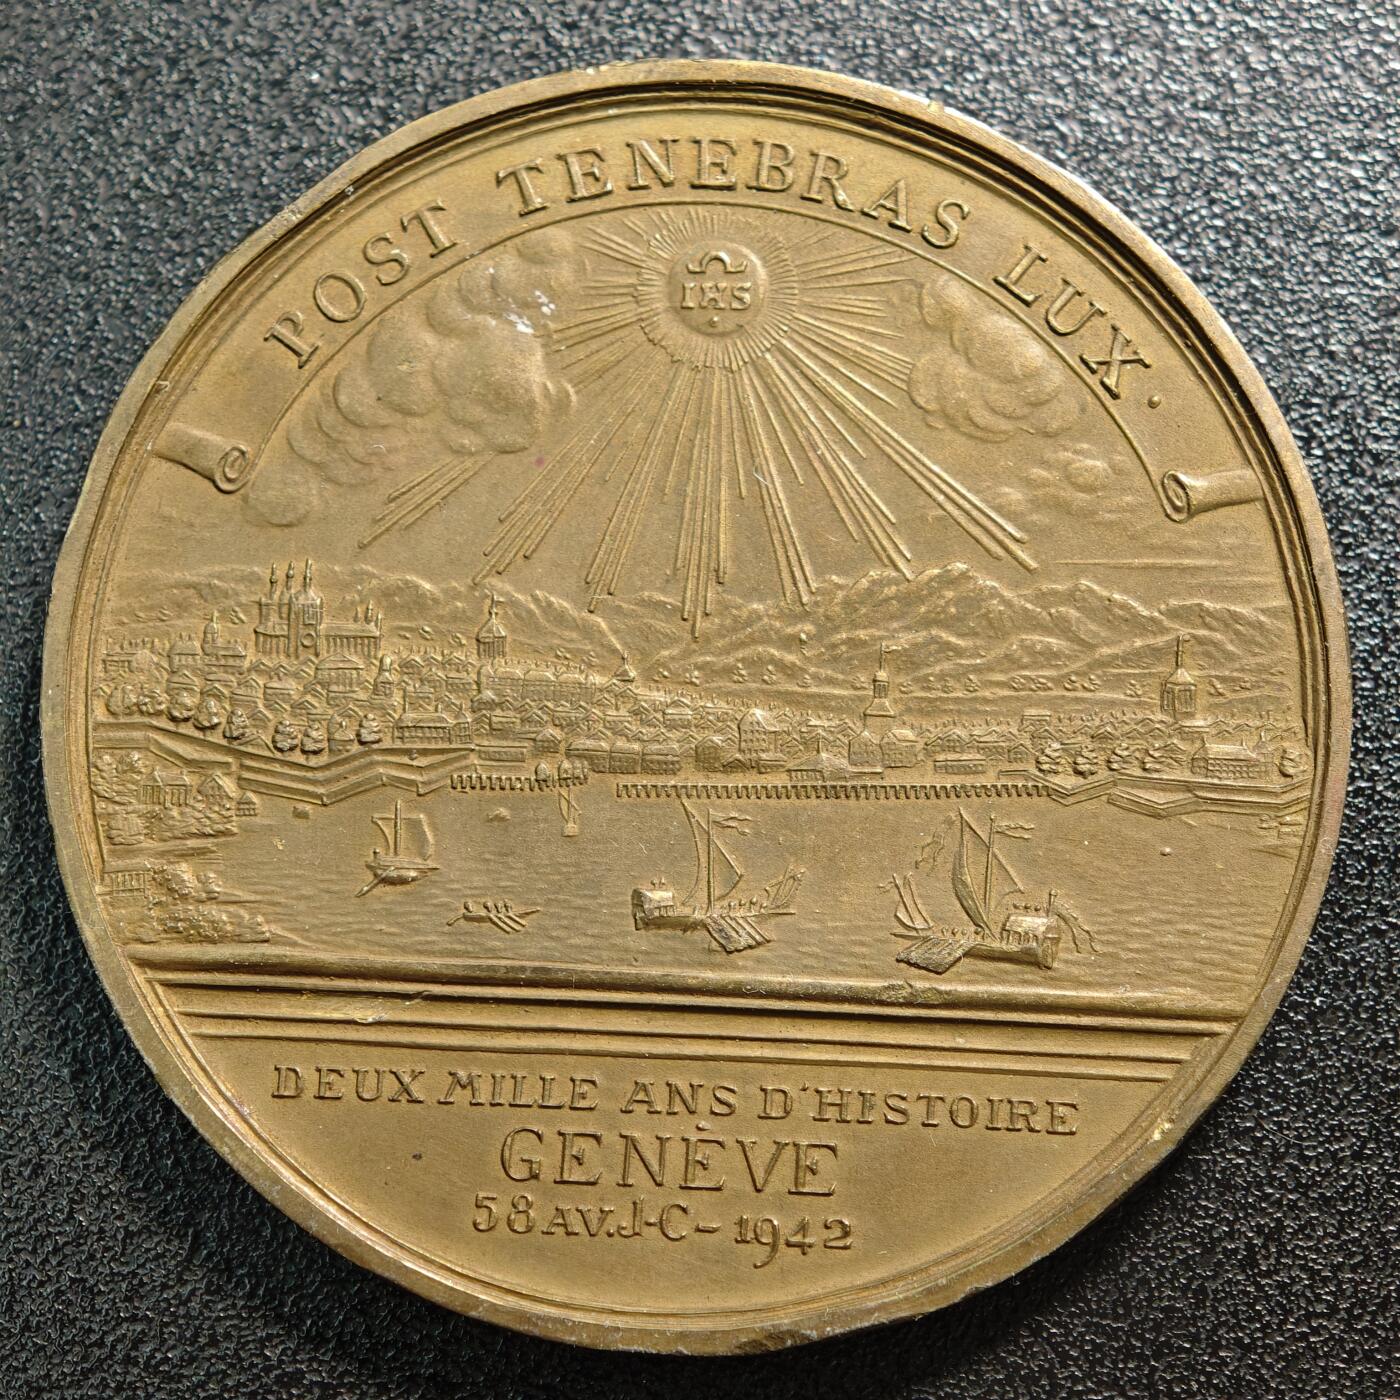 POST TENEBRAS LUX.
IHS
DEUX MILLE ANS D'HISTOIRE
GENÈVE
58 AV. J-C - 1942